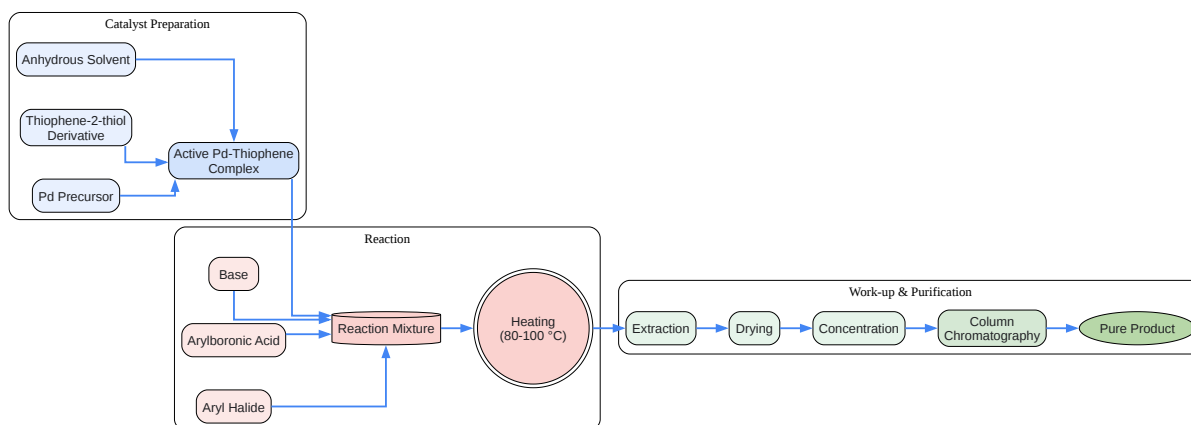 Catalyst Preparation
Anhydrous Solvent
Thiophene-2-thiol
Derivative
Active Pd-Thiophene
Complex
Pd Precursor
Reaction
Base
Arylboronic Acid
Aryl Halide
Reaction Mixture
Heating
(80-100 °C)
Work-up & Purification
Extraction
Drying
Concentration
Column
Chromatography
Pure Product